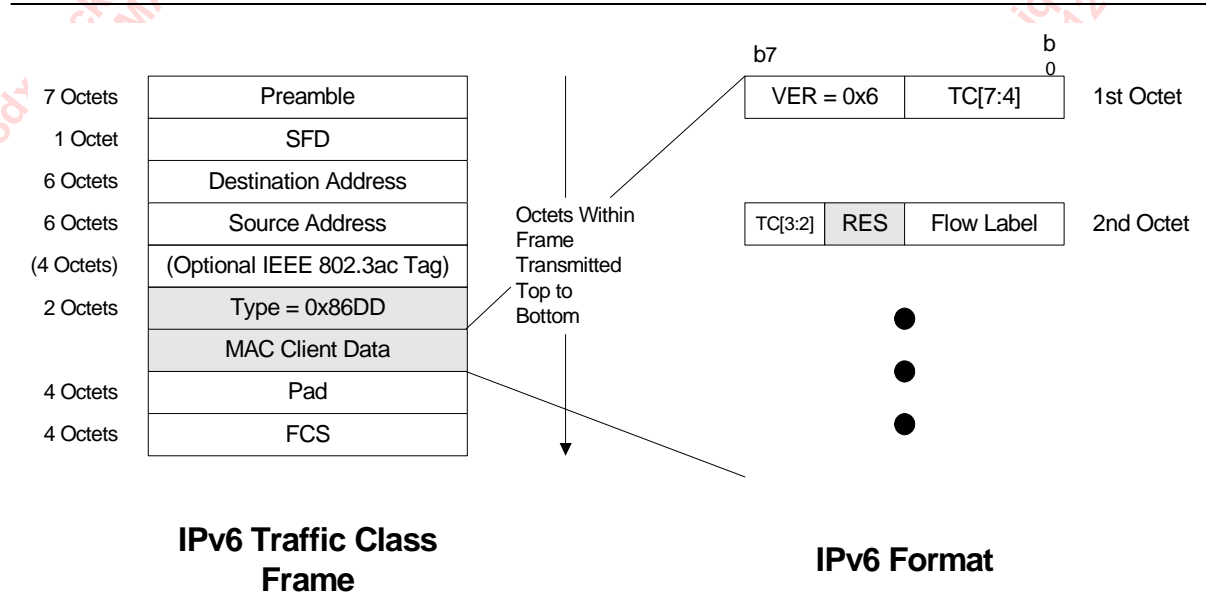 7 Octets Preamble
1 Octet SFD
6 Octets Destination Address
6 Octets Source Address
(4 Octets) (Optional IEEE 802.3ac Tag)
2 Octets Type = 0x86DD
MAC Client Data
4 Octets Pad
4 Octets FCS
Octets Within
Frame
Transmitted
Top to
Bottom
b7 b
0
VER = 0x6 TC[7:4] 1st Octet
TC[3:2] RES Flow Label 2nd Octet
IPv6 Traffic Class
Frame
IPv6 Format